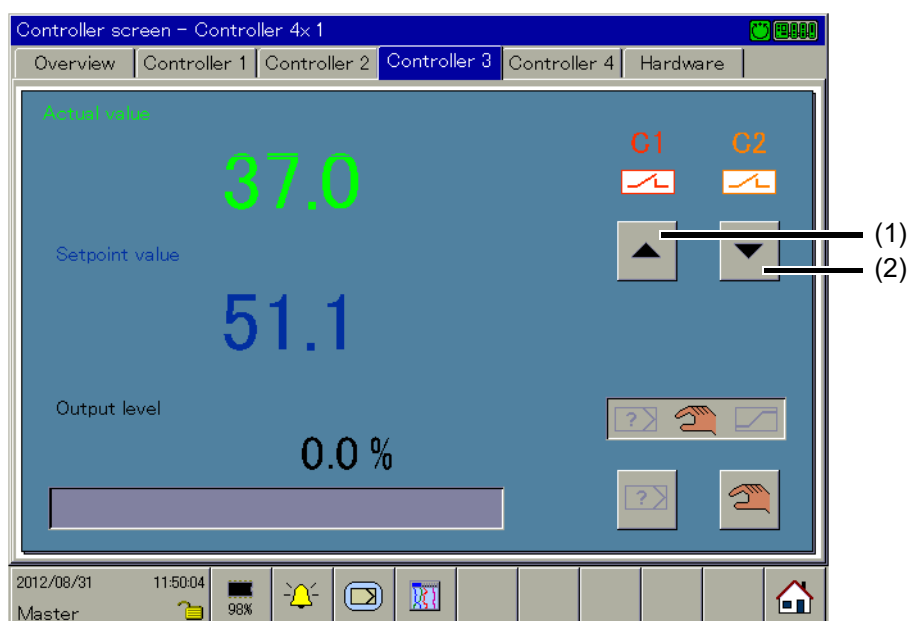 Controller screen - Controller 4x 1
Overview Controller 1 Controller 2 Controller 3 Controller 4 Hardware
Actual value
C1 C2
37.0
(1)
Setpoint value
(2)
51.1
Output level
? 
0.0 %
?
2012/08/31 11:50:04
98%
Master